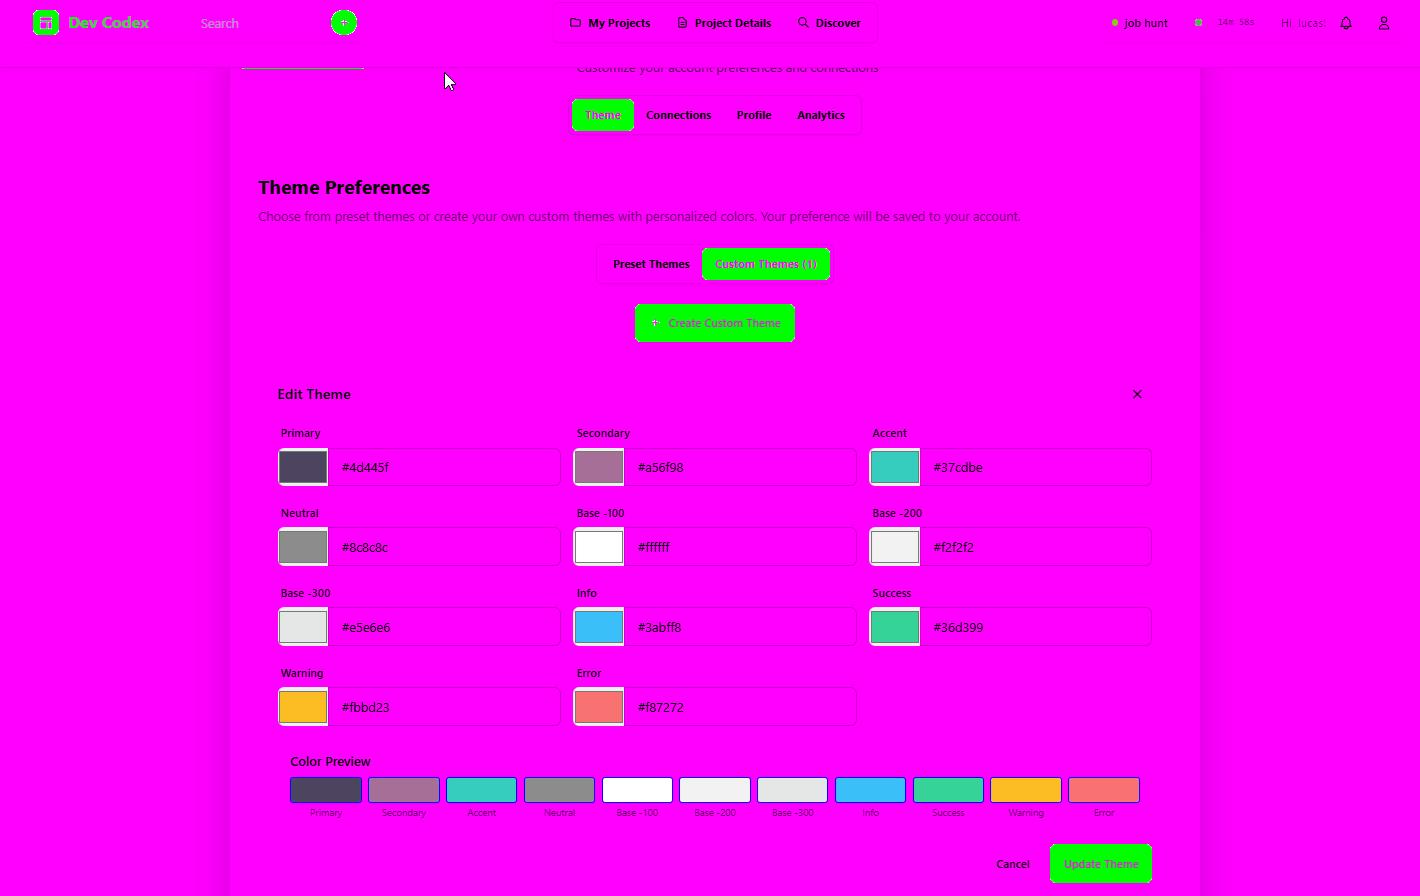 Dev Codex
Search
My Projects
Project Details
Discover
job hunt
14m 58s
Hi, lucas!
Customize your account preferences and connections
Theme
Connections
Profile
Analytics
Theme Preferences
Choose from preset themes or create your own custom themes with personalized colors. Your preference will be saved to your account.
Preset Themes
Custom Themes (1)
+ Create Custom Theme
Edit Theme
Primary
Secondary
Accent
#4d445f
#a56f98
#37cdbe
Neutral
Base -100
Base -200
#8c8c8c
#ffffff
#f2f2f2
Base -300
Info
Success
#e5e6e6
#3abff8
#36d399
Warning
Error
#fbbd23
#f87272
Color Preview
Primary
Secondary
Accent
Neutral
Base -100
Base -200
Base -300
Info
Success
Warning
Error
Cancel
Update Theme